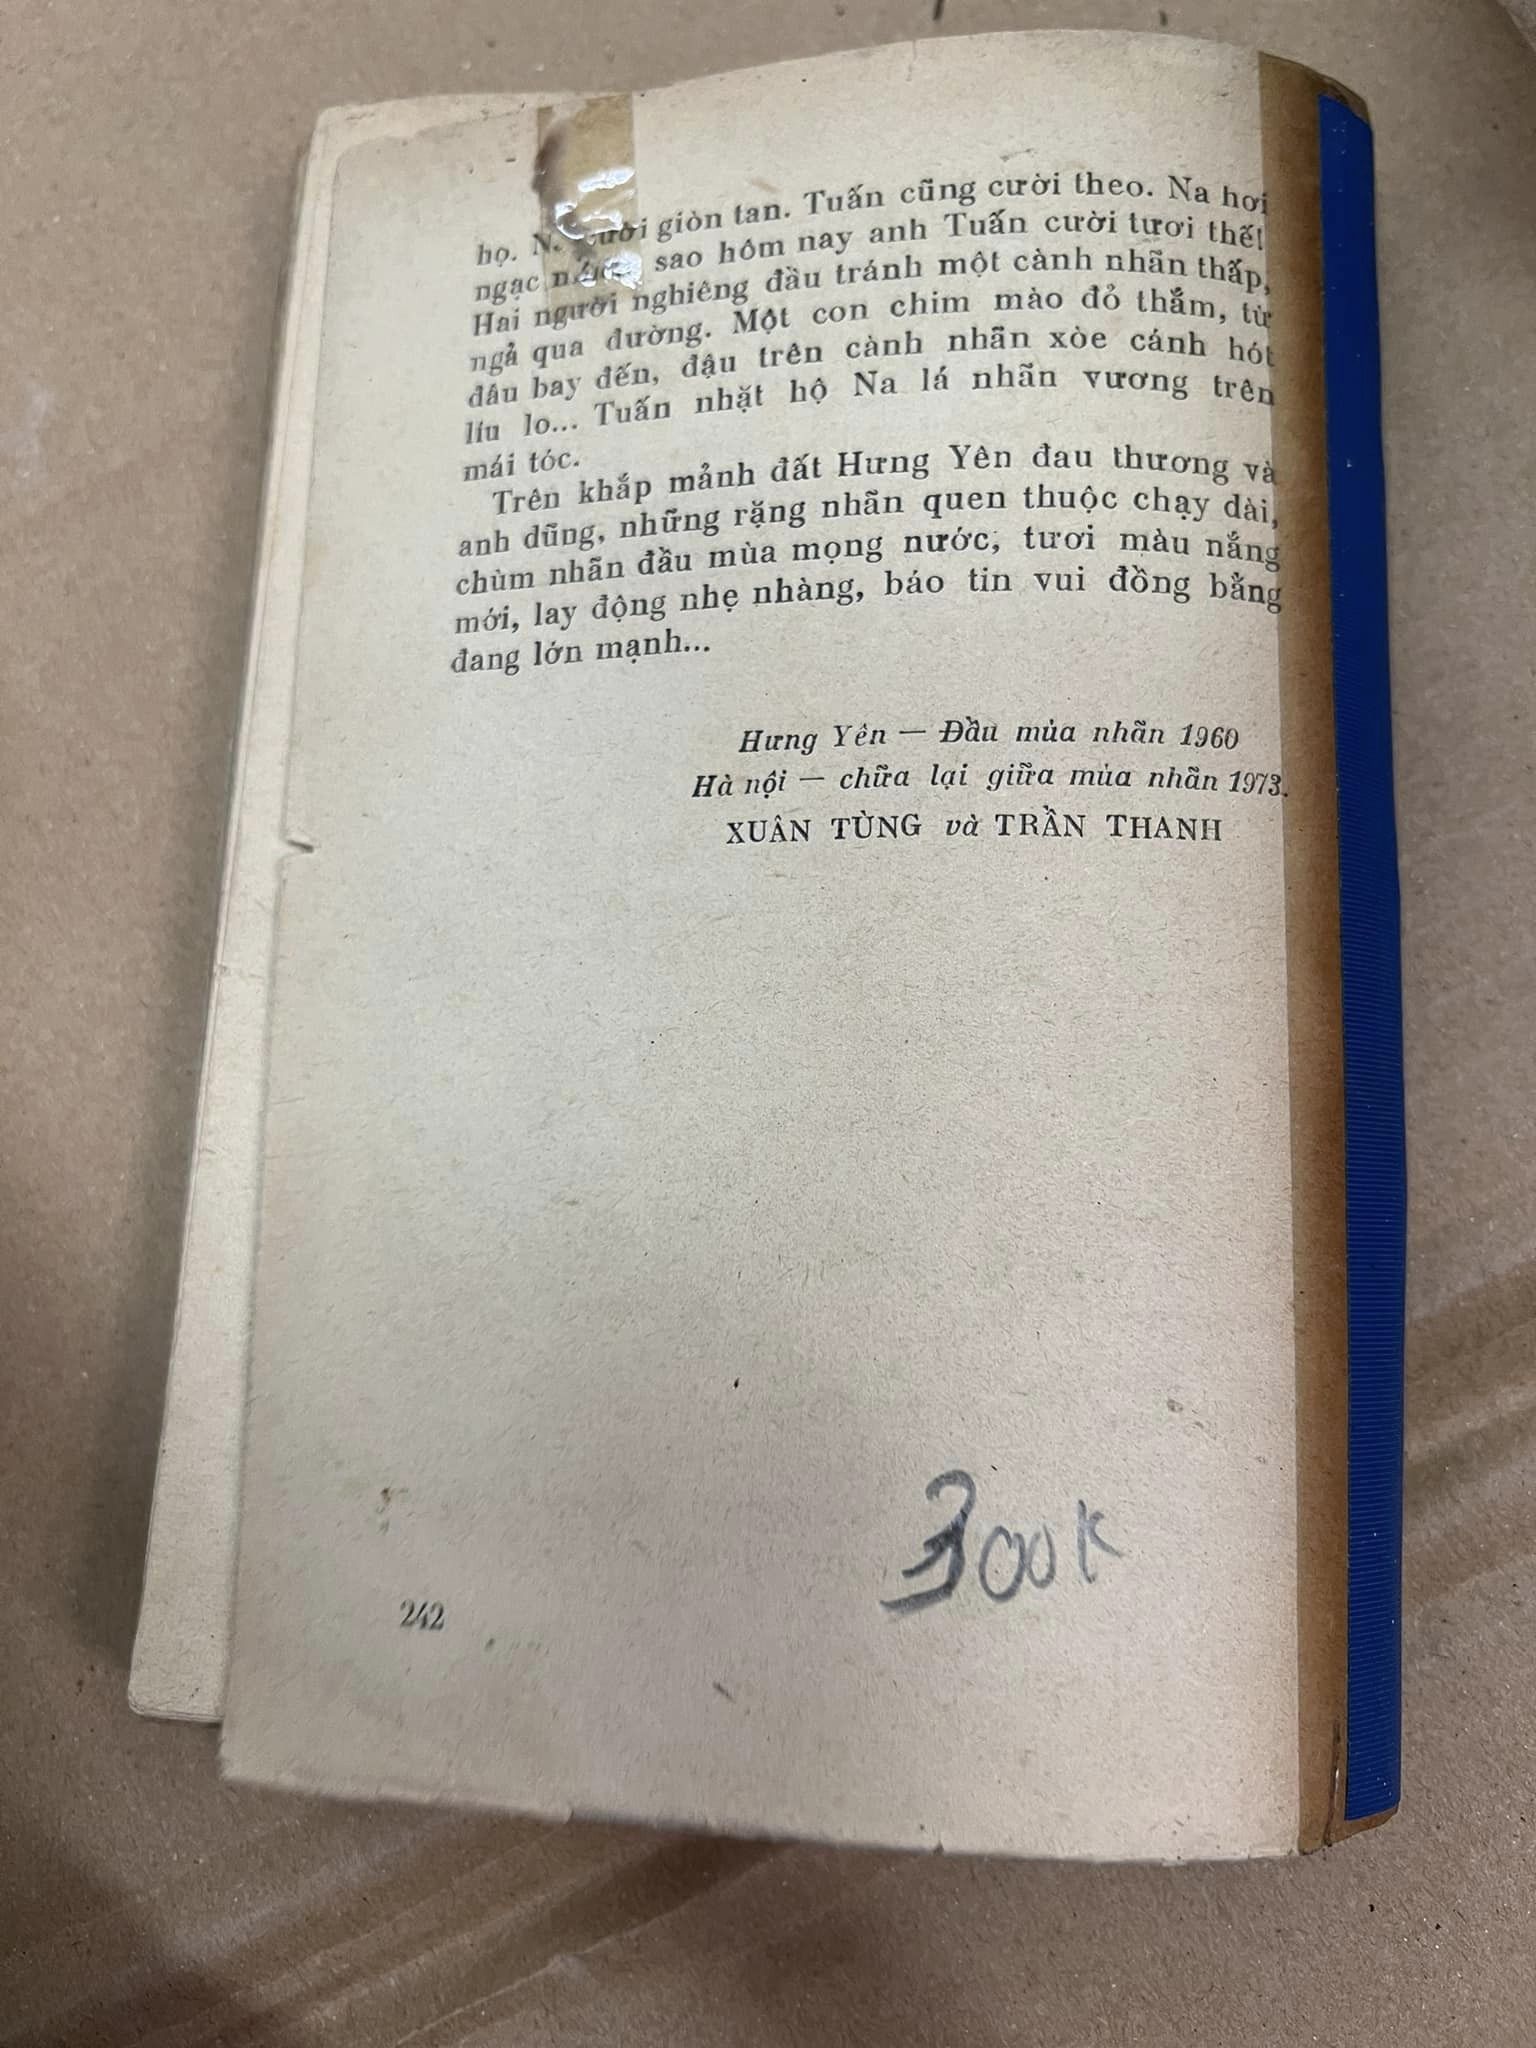 họ. cười giòn tan. Tuấn cũng cười theo. Na hơi
ngạc sao hôm nay anh Tuấn cười tươi thế!
Hai người nghiêng đầu tránh một cành nhãn thấp,
ngả qua đường. Một con chim mào đỏ thắm, từ
đâu bay đến, đậu trên cành nhãn xòe cánh hót
líu lo... Tuấn nhặt hộ Na lá nhãn vương trên
mái tóc.
Trên khắp mảnh đất Hưng Yên đau thương và
anh dũng, những rặng nhãn quen thuộc chạy dài,
chùm nhãn đầu mùa mọng nước, tươi màu nắng
mới, lay động nhẹ nhàng, báo tin vui đồng bằng
đang lớn mạnh...
Hưng Yên — Đầu mùa nhãn 1960
Hà nội — chữa lại giữa mùa nhãn 1973.
XUÂN TÙNG và TRẦN THANH
300K
242